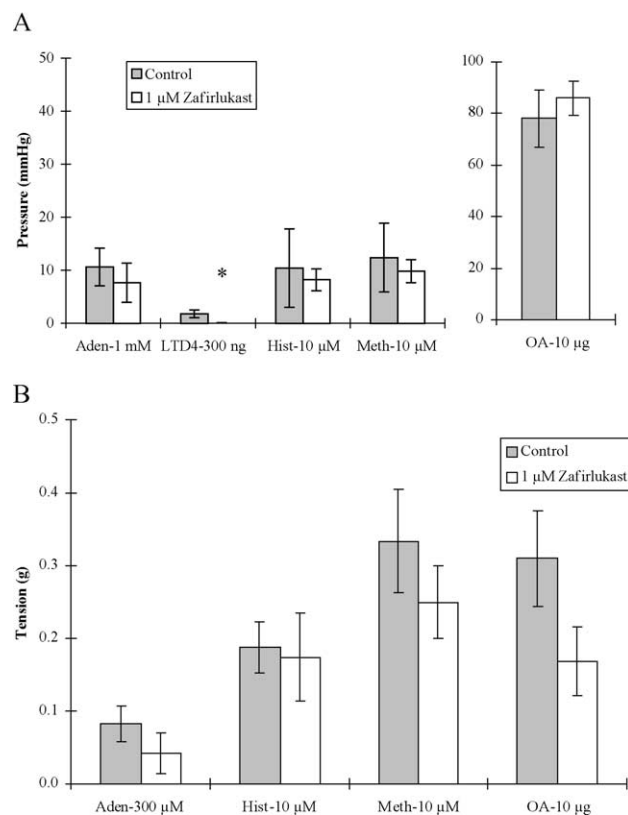 A
50
40
30
20
10
0
Pressure (mmHg)
Control
1 µM Zafirlukast
*
Aden-1 mM LTD4-300 ng Hist-10 µM Meth-10 µM
100
80
60
40
20
0
OA-10 µg
B
0.5
0.4
0.3
0.2
0.1
0.0
Tension (g)
Control
1 µM Zafirlukast
Aden-300 µM Hist-10 µM Meth-10 µM OA-10 µg